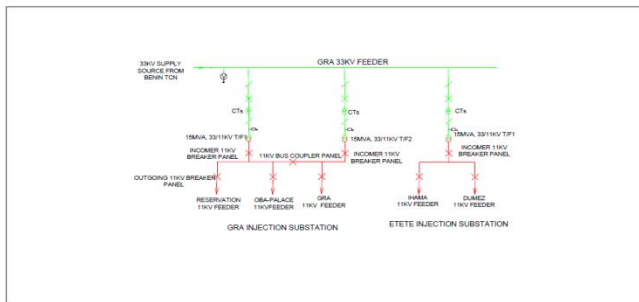 GRA 33KV FEEDER
33KV SUPPLY
SOURCE FROM
BENIN TCN
CTs
CTs
CTs
15MVA, 33/11KV T/F1
15MVA, 33/11KV T/F2
15MVA, 33/11KV T/F1
INCOMER 11KV
BREAKER PANEL
11KV BUS COUPLER PANEL
INCOMER 11KV
BREAKER PANEL
INCOMER 11KV
BREAKER PANEL
OUTGOING 11KV BREAKER
PANEL
RESERVATION
11KV FEEDER
OBA-PALACE
11KVFEEDER
GRA
11KV FEEDER
IHAMA
11KV FEEDER
DUMEZ
11KV FEEDER
GRA INJECTION SUBSTATION
ETETE INJECTION SUBSTATION